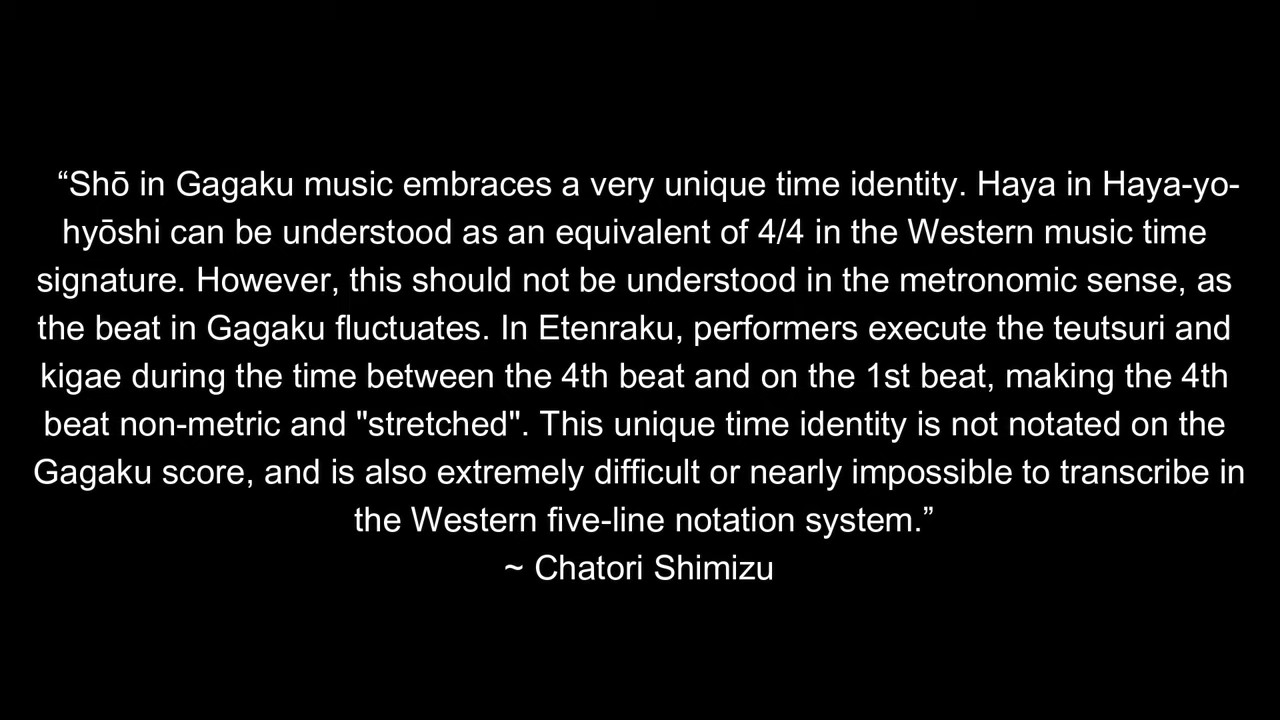 “Shō in Gagaku music embraces a very unique time identity. Haya in Haya-yo-
hyōshi can be understood as an equivalent of 4/4 in the Western music time
signature. However, this should not be understood in the metronomic sense, as
the beat in Gagaku fluctuates. In Etenraku, performers execute the teutsuri and
kigae during the time between the 4th beat and on the 1st beat, making the 4th
beat non-metric and "stretched". This unique time identity is not notated on the
Gagaku score, and is also extremely difficult or nearly impossible to transcribe in
the Western five-line notation system.”
~ Chatori Shimizu